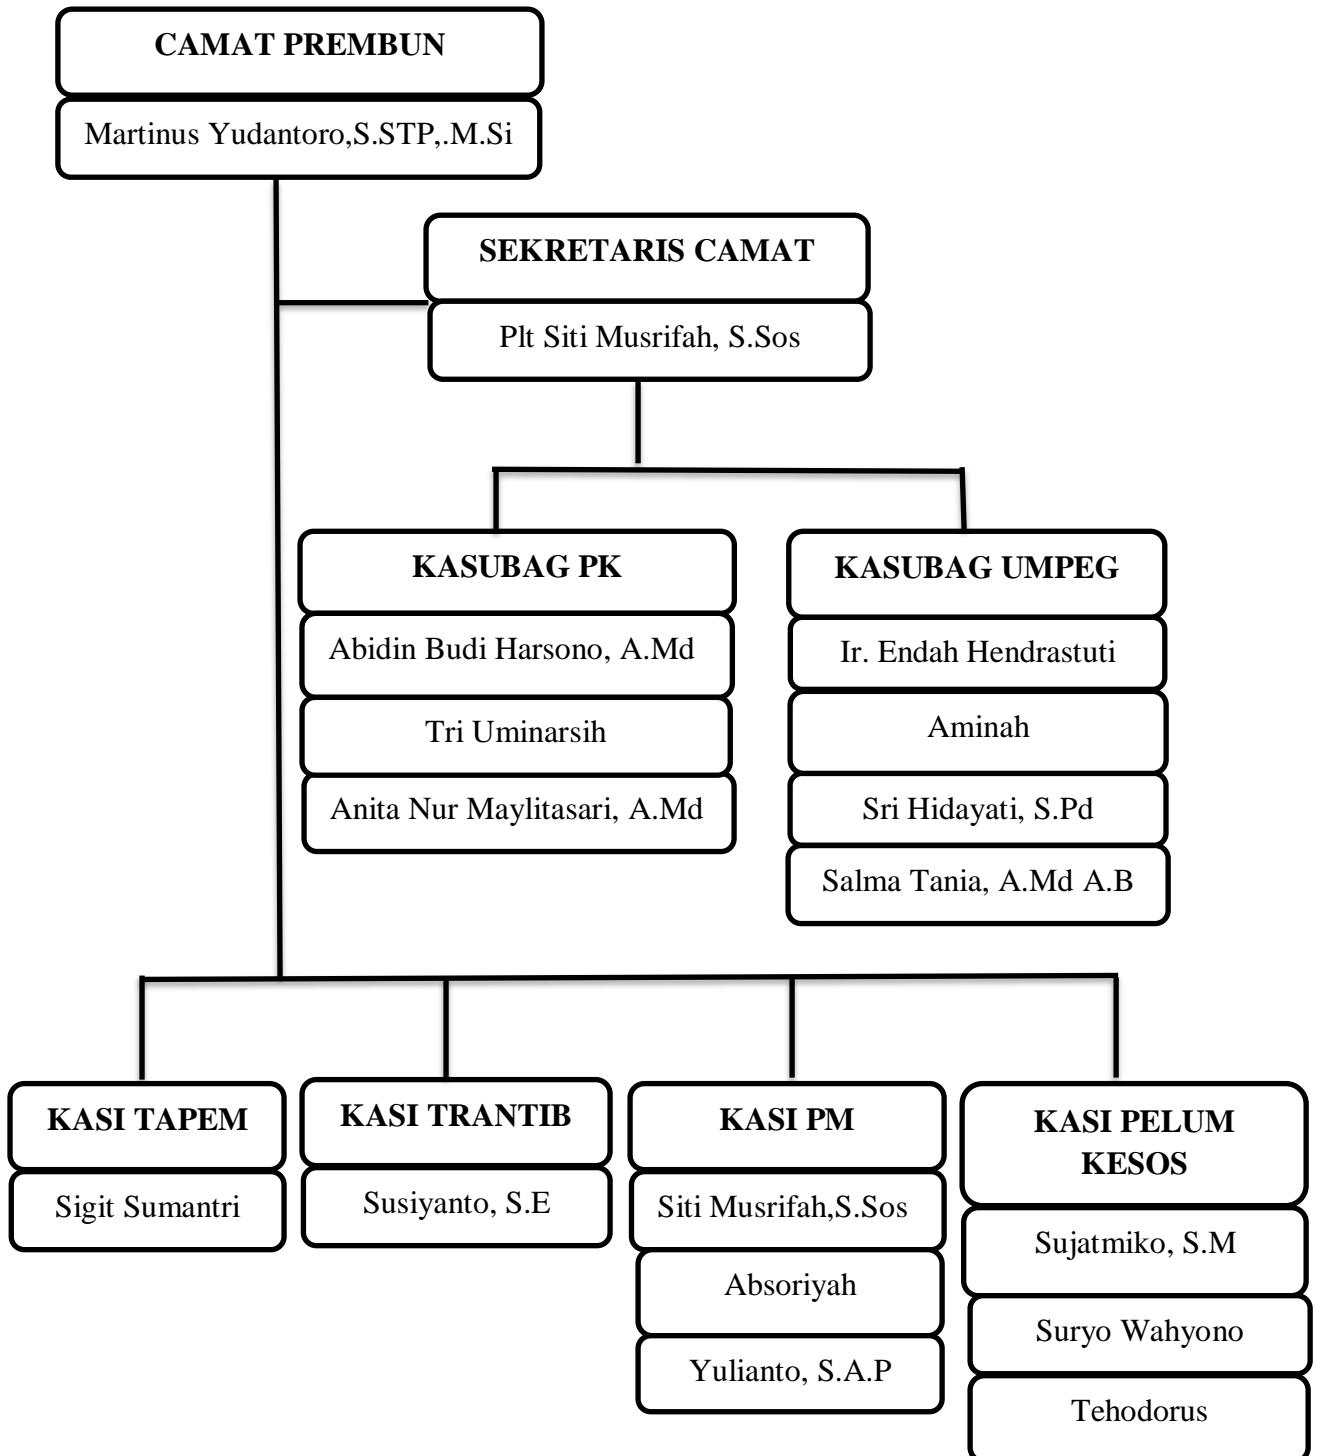 CAMAT PREMBUN
Martinus Yudantoro,S.STP,.M.Si
SEKRETARIS CAMAT
Plt Siti Musrifah, S.Sos
KASUBAG PK
Abidin Budi Harsono, A.Md
Tri Uminarsih
Anita Nur Maylitasari, A.Md
KASUBAG UMPEG
Ir. Endah Hendrastuti
Aminah
Sri Hidayati, S.Pd
Salma Tania, A.Md A.B
KASI TAPEM
Sigit Sumantri
KASI TRANTIB
Susiyanto, S.E
KASI PM
Siti Musrifah,S.Sos
Absoriyah
Yulianto, S.A.P
KASI PELUM
KESOS
Sujatmiko, S.M
Suryo Wahyono
Tehodorus